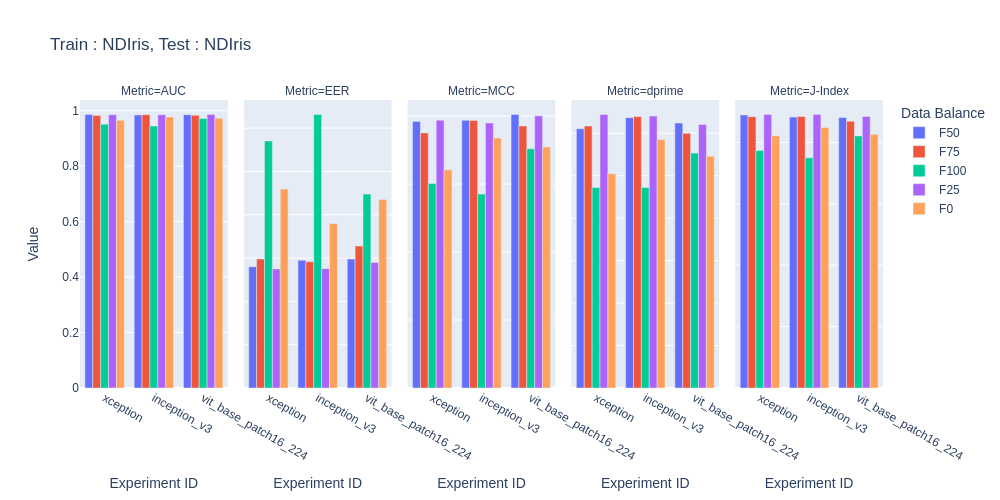 Train : NDIris, Test : NDIris
Metric=AUC
Metric=EER
Metric=MCC
Metric=dprime
Metric=J-Index
Data Balance
F50
F75
F100
F25
F0
Value
1
0.8
0.6
0.4
0.2
0
xception
inception_v3
vit_base_patch16_224
xception
inception_v3
vit_base_patch16_224
xception
inception_v3
vit_base_patch16_224
xception
inception_v3
vit_base_patch16_224
xception
inception_v3
vit_base_patch16_224
Experiment ID
Experiment ID
Experiment ID
Experiment ID
Experiment ID